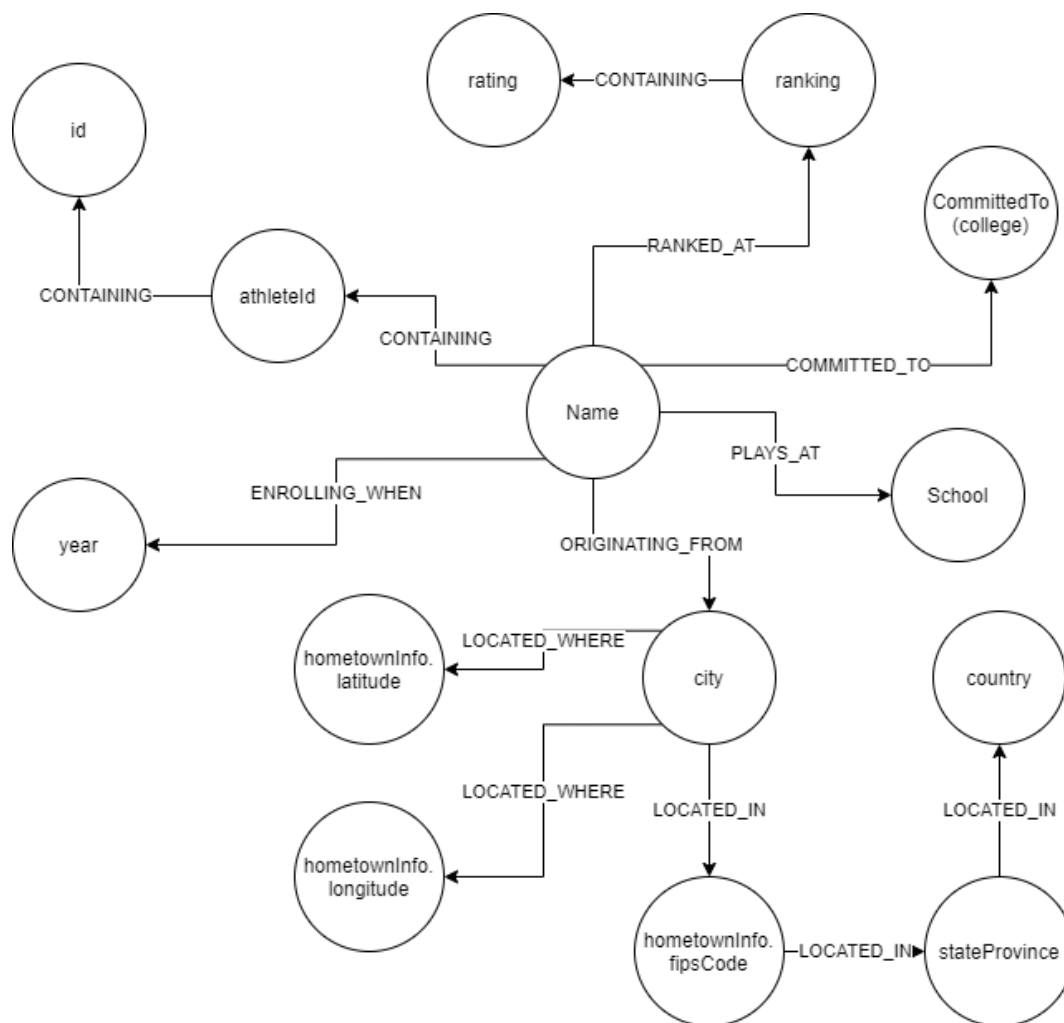 rating
CONTAINING
ranking
id
CommittedTo
(college)
RANKED_AT
CONTAINING
athleteId
CONTAINING
COMMITTED_TO
Name
PLAYS_AT
ENROLLING_WHEN
School
year
ORIGINATING_FROM
LOCATED_WHERE
hometownInfo.
latitude
city
country
LOCATED_WHERE
LOCATED_IN
LOCATED_IN
hometownInfo.
longitude
hometownInfo.
fipsCode
LOCATED_IN
stateProvince